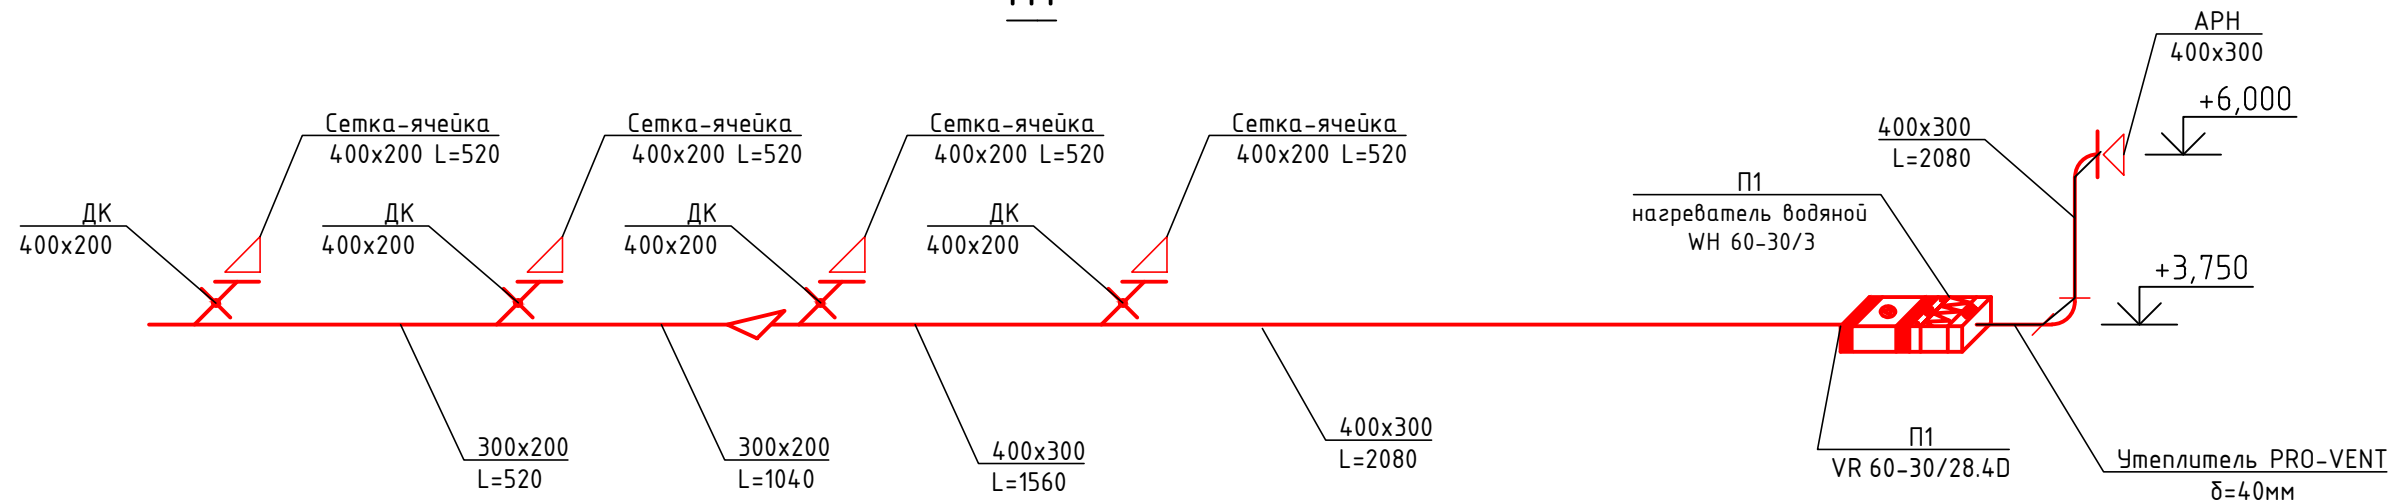 АРН
400x300
+6,000
Сетка-ячейка
400x200 L=520
Сетка-ячейка
400x200 L=520
Сетка-ячейка
400x200 L=520
Сетка-ячейка
400x200 L=520
400x300
L=2080
П1
нагреватель водяной
WH 60-30/3
ДК
400x200
ДК
400x200
ДК
400x200
ДК
400x200
+3,750
300x200
L=520
300x200
L=1040
400x300
L=1560
400x300
L=2080
П1
VR 60-30/28.4D
Утеплитель PRO-VENT
δ=40мм